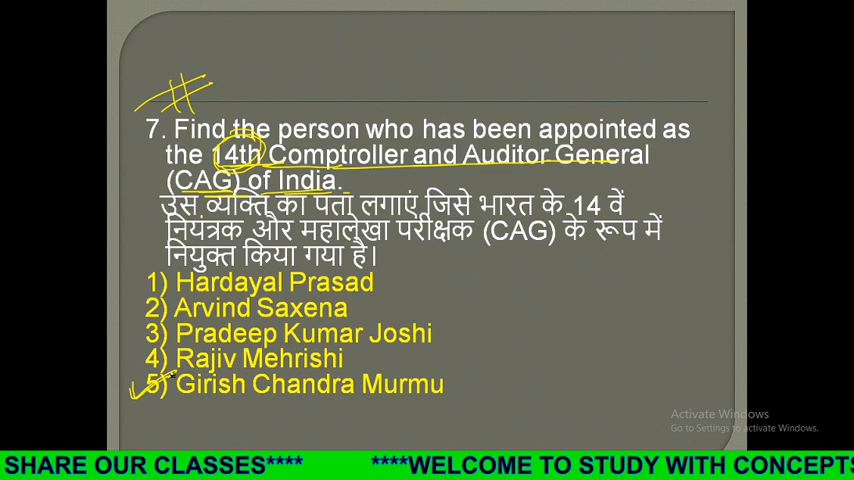 7. Find the person who has been appointed as
the 14th Comptroller and Auditor General
(CAG) of India.
उस व्यक्ति का पता लगाएं जिसे भारत के 14 वें
नियंत्रक और महालेखा परीक्षक (CAG) के रूप में
नियुक्त किया गया है।
1) Hardayal Prasad
2) Arvind Saxena
3) Pradeep Kumar Joshi
4) Rajiv Mehrishi
5) Girish Chandra Murmu
Activate Windows
Go to Settings to activate Windows.
SHARE OUR CLASSES**** ****WELCOME TO STUDY WITH CONCEPTS